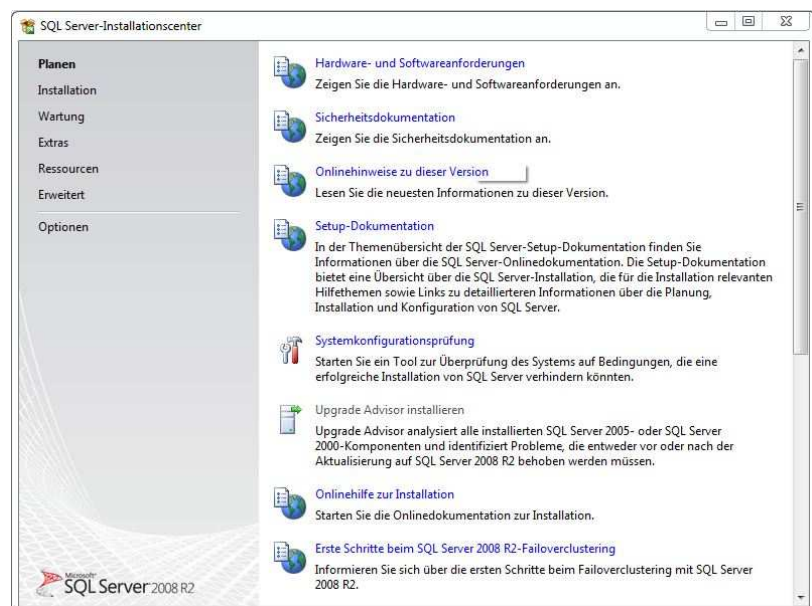 SQL Server-Installationscenter
Planen
Installation
Wartung
Extras
Ressourcen
Erweitert
Optionen
Hardware- und Softwareanforderungen
Zeigen Sie die Hardware- und Softwareanforderungen an.
Sicherheitsdokumentation
Zeigen Sie die Sicherheitsdokumentation an.
Onlinehinweise zu dieser Version
Lesen Sie die neuesten Informationen zu dieser Version.
Setup-Dokumentation
In der Themenübersicht der SQL Server-Setup-Dokumentation finden Sie
Informationen über die SQL Server-Onlinedokumentation. Die Setup-Dokumentation
bietet eine Übersicht über die SQL Server-Installation, die für die Installation relevanten
Hilfethemen sowie Links zu detaillierteren Informationen über die Planung,
Installation und Konfiguration von SQL Server.
Systemkonfigurationsprüfung
Starten Sie ein Tool zur Überprüfung des Systems auf Bedingungen, die eine
erfolgreiche Installation von SQL Server verhindern könnten.
Upgrade Advisor installieren
Upgrade Advisor analysiert alle installierten SQL Server 2005- oder SQL Server
2000-Komponenten und identifiziert Probleme, die entweder vor oder nach der
Aktualisierung auf SQL Server 2008 R2 behoben werden müssen.
Onlinehilfe zur Installation
Starten Sie die Onlinedokumentation zur Installation.
Erste Schritte beim SQL Server 2008 R2-Failoverclustering
Informieren Sie sich über die ersten Schritte beim Failoverclustering mit SQL Server
2008 R2.
Microsoft
SQL Server 2008 R2